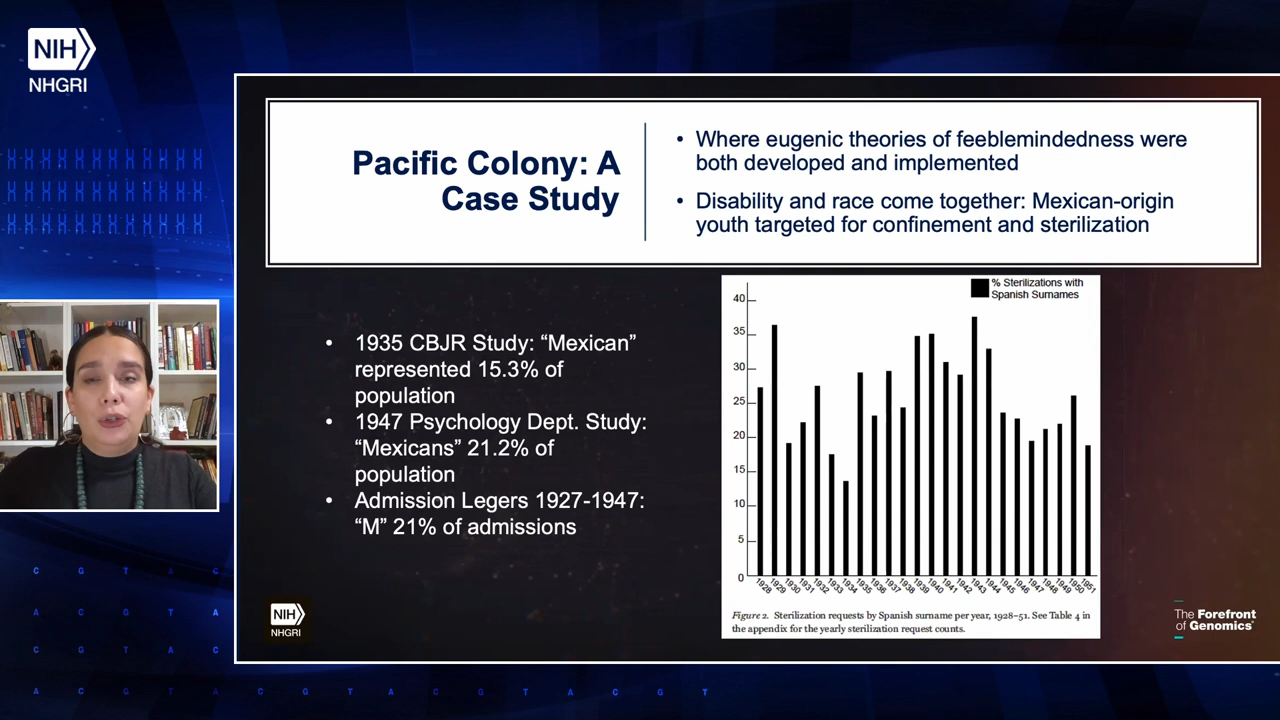 NIH
NHGRI
Pacific Colony: A
Case Study
• Where eugenic theories of feeblemindedness were
both developed and implemented
• Disability and race come together: Mexican-origin
youth targeted for confinement and sterilization
• 1935 CBJR Study: “Mexican”
represented 15.3% of
population
• 1947 Psychology Dept. Study:
“Mexicans” 21.2% of
population
• Admission Legers 1927-1947:
“M” 21% of admissions
% Sterilizations with
Spanish Surnames
40
35
30
25
20
15
10
5
0
1928 1929 1930 1931 1932 1933 1934 1935 1936 1937 1938 1939 1940 1941 1942 1943 1944 1945 1946 1947 1948 1949 1950 1951
Figure 2. Sterilization requests by Spanish surname per year, 1928–51. See Table 4 in
the appendix for the yearly sterilization request counts.
NIH
NHGRI
The Forefront
of Genomics
C G T A C
A C G T A
C G T A C
A C G T A C G T A C G T A C G T